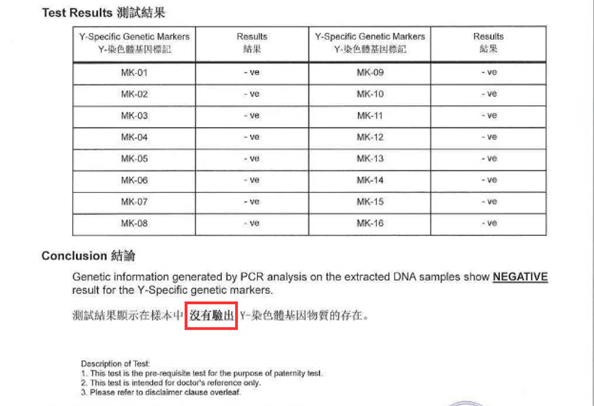 Test Results 測試結果
Y-Specific Genetic Markers Results Y-Specific Genetic Markers Results
Y-染色體基因標記 結果 Y-染色體基因標記 結果
MK-01 - ve MK-09 - ve
MK-02 - ve MK-10 - ve
MK-03 - ve MK-11 - ve
MK-04 - ve MK-12 - ve
MK-05 - ve MK-13 - ve
MK-06 - ve MK-14 - ve
MK-07 - ve MK-15 - ve
MK-08 - ve MK-16 - ve
Conclusion 結論
Genetic information generated by PCR analysis on the extracted DNA samples show NEGATIVE
result for the Y-Specific genetic markers.
測試結果顯示在樣本中 沒有驗出 Y-染色體基因物質的存在。
Description of Test:
1. This test is the pre-requisite test for the purpose of paternity test.
2. This test is intended for doctor's reference only.
3. Please refer to disclaimer clause overleaf.